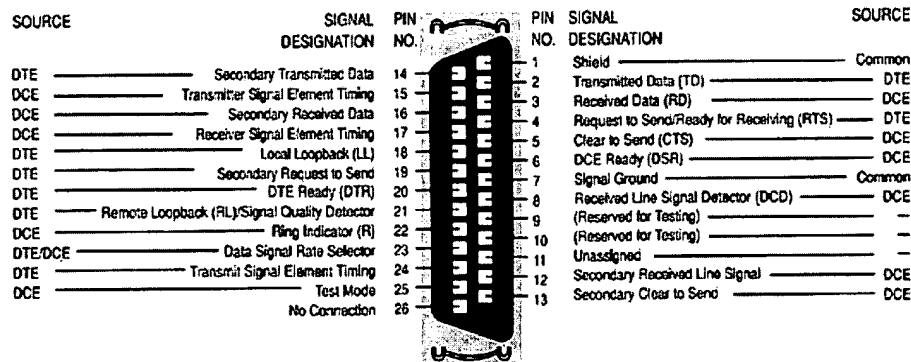 SOURCE SIGNAL DESIGNATION PIN NO.
DTE Secondary Transmitted Data 14
DCE Transmitter Signal Element Timing 15
DCE Secondary Received Data 16
DCE Receiver Signal Element Timing 17
DTE Local Loopback (LL) 18
DTE Secondary Request to Send 19
DTE DTE Ready (DTR) 20
DTE Remote Loopback (RL)/Signal Quality Detector 21
DCE Ring Indicator (R) 22
DTE/DCE Data Signal Rate Selector 23
DTE Transmit Signal Element Timing 24
DCE Test Mode 25
No Connection 26
PIN NO. SIGNAL DESIGNATION SOURCE
1 Shield Common
2 Transmitted Data (TD) DTE
3 Received Data (RD) DCE
4 Request to Send/Ready for Receiving (RTS) DTE
5 Clear to Send (CTS) DCE
6 DCE Ready (DSR) DCE
7 Signal Ground Common
8 Received Line Signal Detector (DCD) DCE
9 (Reserved for Testing) –
10 (Reserved for Testing) –
11 Unassigned –
12 Secondary Received Line Signal DCE
13 Secondary Clear to Send DCE